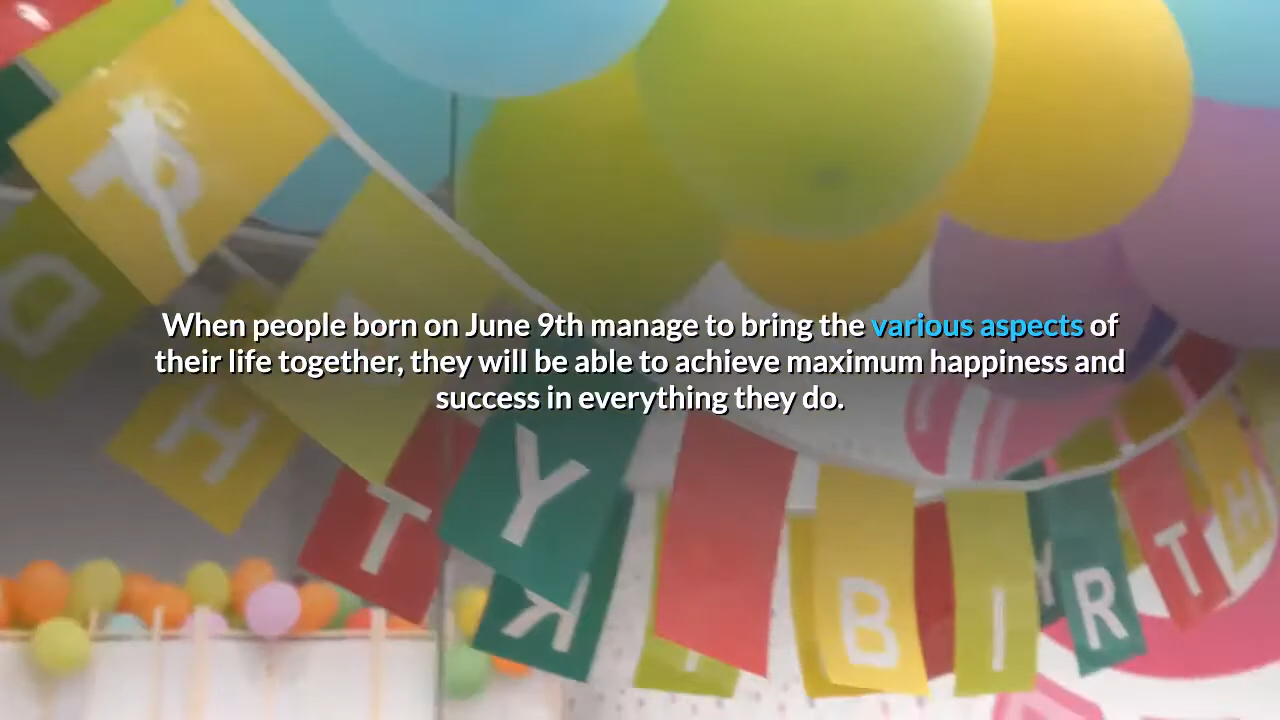 When people born on June 9th manage to bring the various aspects of
their life together, they will be able to achieve maximum happiness and
success in everything they do.
P
Y
B I R T H
H
T
Y
R